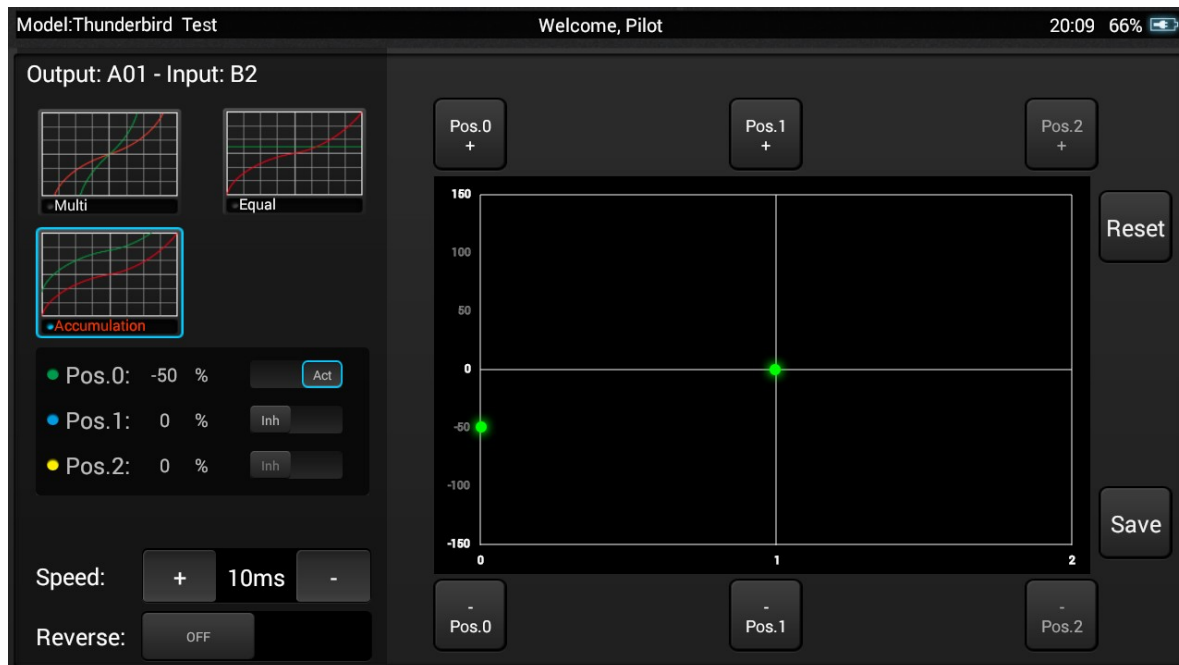 Model:Thunderbird Test Welcome, Pilot 20:09 66%
Output: A01 - Input: B2
Multi Equal
Accumulation
Pos.0: -50 % Act
Pos.1: 0 % Inh
Pos.2: 0 % Inh
Speed: + 10ms -
Reverse: OFF
Pos.0 Pos.1 Pos.2
+ + +
150
100
50
0
-50
-100
-150
0 1 2
- - -
Pos.0 Pos.1 Pos.2
Reset
Save